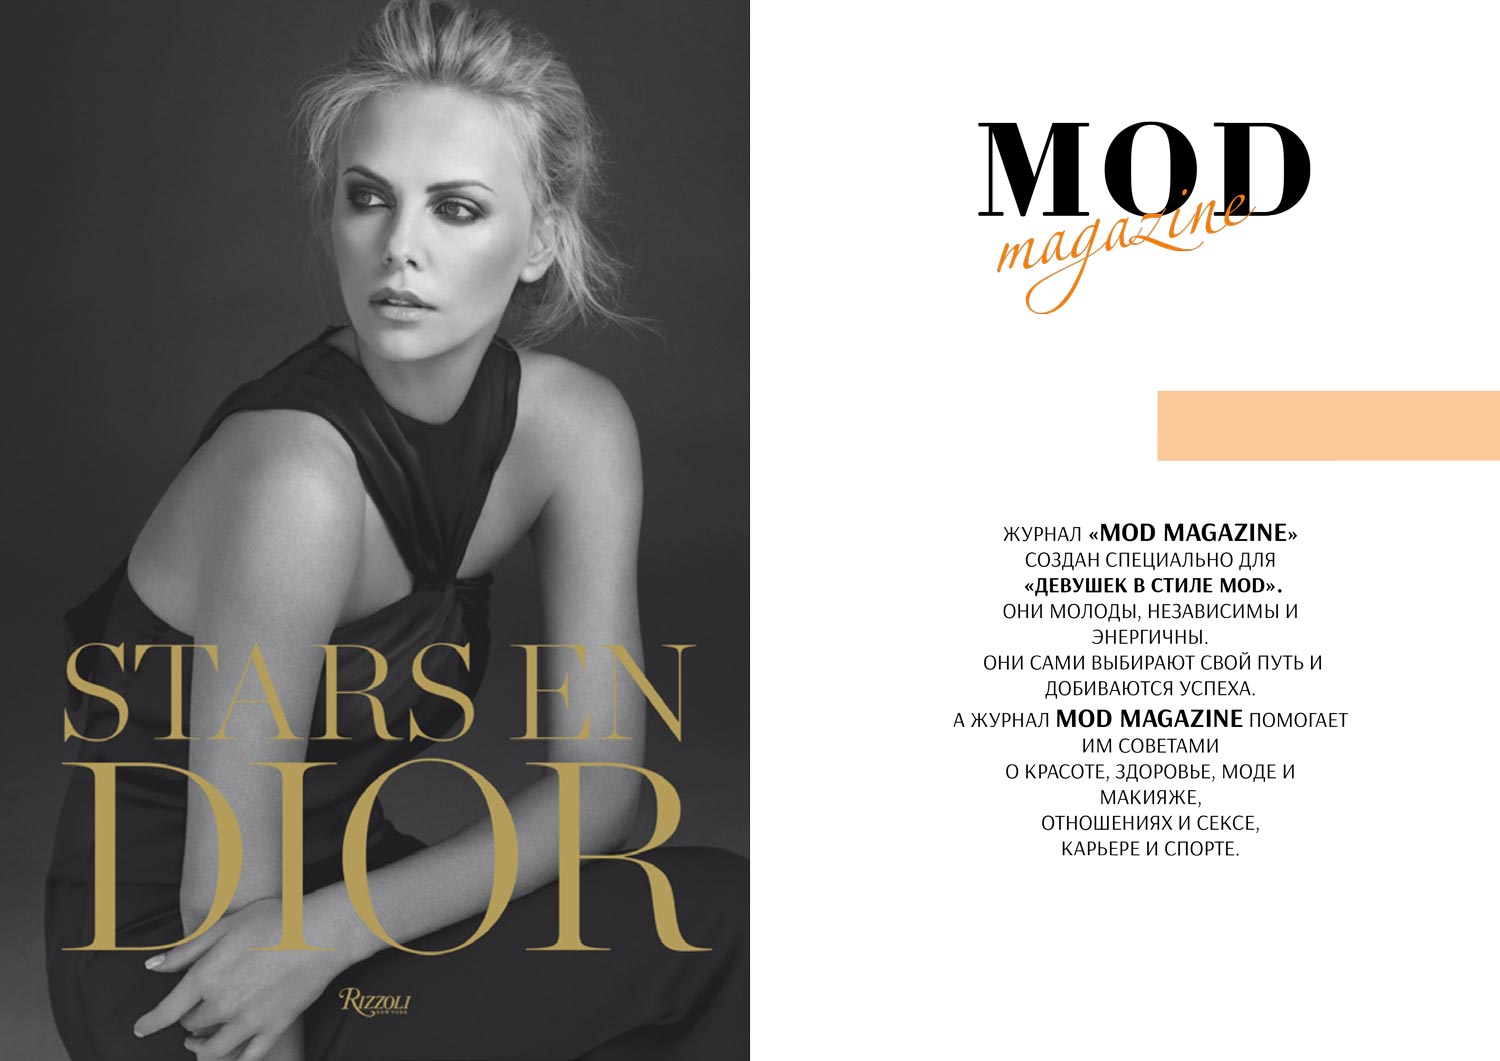 STARS EN
DIOR
RIZZOLI
NEW YORK
MOD
magazine
ЖУРНАЛ «MOD MAGAZINE»
СОЗДАН СПЕЦИАЛЬНО ДЛЯ
«ДЕВУШЕК В СТИЛЕ MOD».
ОНИ МОЛОДЫ, НЕЗАВИСИМЫ И
ЭНЕРГИЧНЫ.
ОНИ САМИ ВЫБИРАЮТ СВОЙ ПУТЬ И
ДОБИВАЮТСЯ УСПЕХА.
А ЖУРНАЛ MOD MAGAZINE ПОМОГАЕТ
ИМ СОВЕТАМИ
О КРАСОТЕ, ЗДОРОВЬЕ, МОДЕ И
МАКИЯЖЕ,
ОТНОШЕНИЯХ И СЕКСЕ,
КАРЬЕРЕ И СПОРТЕ.